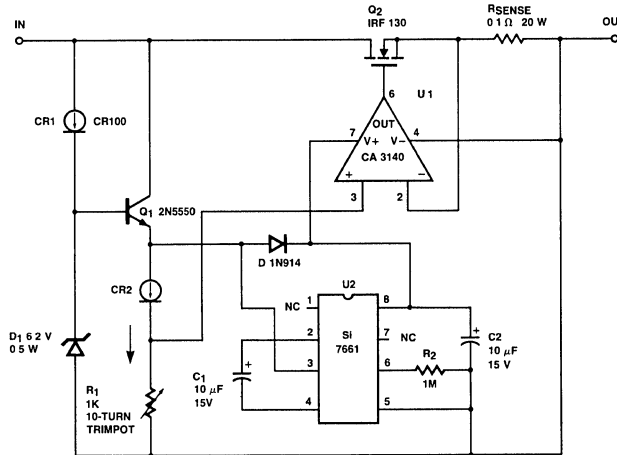 Q2
IRF 130
RSENSE
0 1 Ω 20 W
IN
OU
6
U 1
OUT
7
V+
V−
4
CA 3140
+
−
3
2
CR1
CR100
Q1 2N5550
D 1N914
U2
CR2
NC
1
8
Si
7661
2
7
NC
3
6
R2
1M
4
5
+
C1
10 μF
15V
+
C2
10 μF
15 V
D1 6 2 V
0 5 W
R1
1K
10-TURN
TRIMPOT